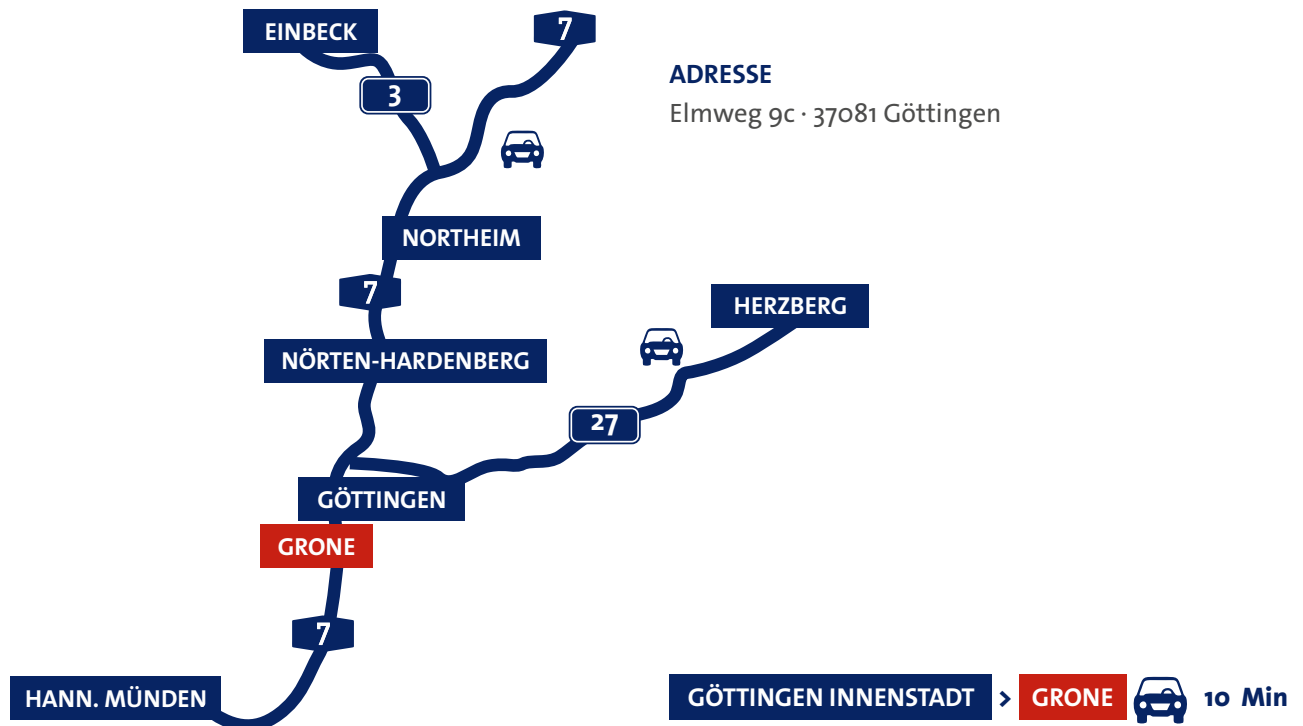 EINBECK
7
3
ADRESSE
Elmweg 9c · 37081 Göttingen
NORTHEIM
7
HERZBERG
NÖRTEN-HARDENBERG
27
GÖTTINGEN
GRONE
7
HANN. MÜNDEN
GÖTTINGEN INNENSTADT > GRONE 10 Min